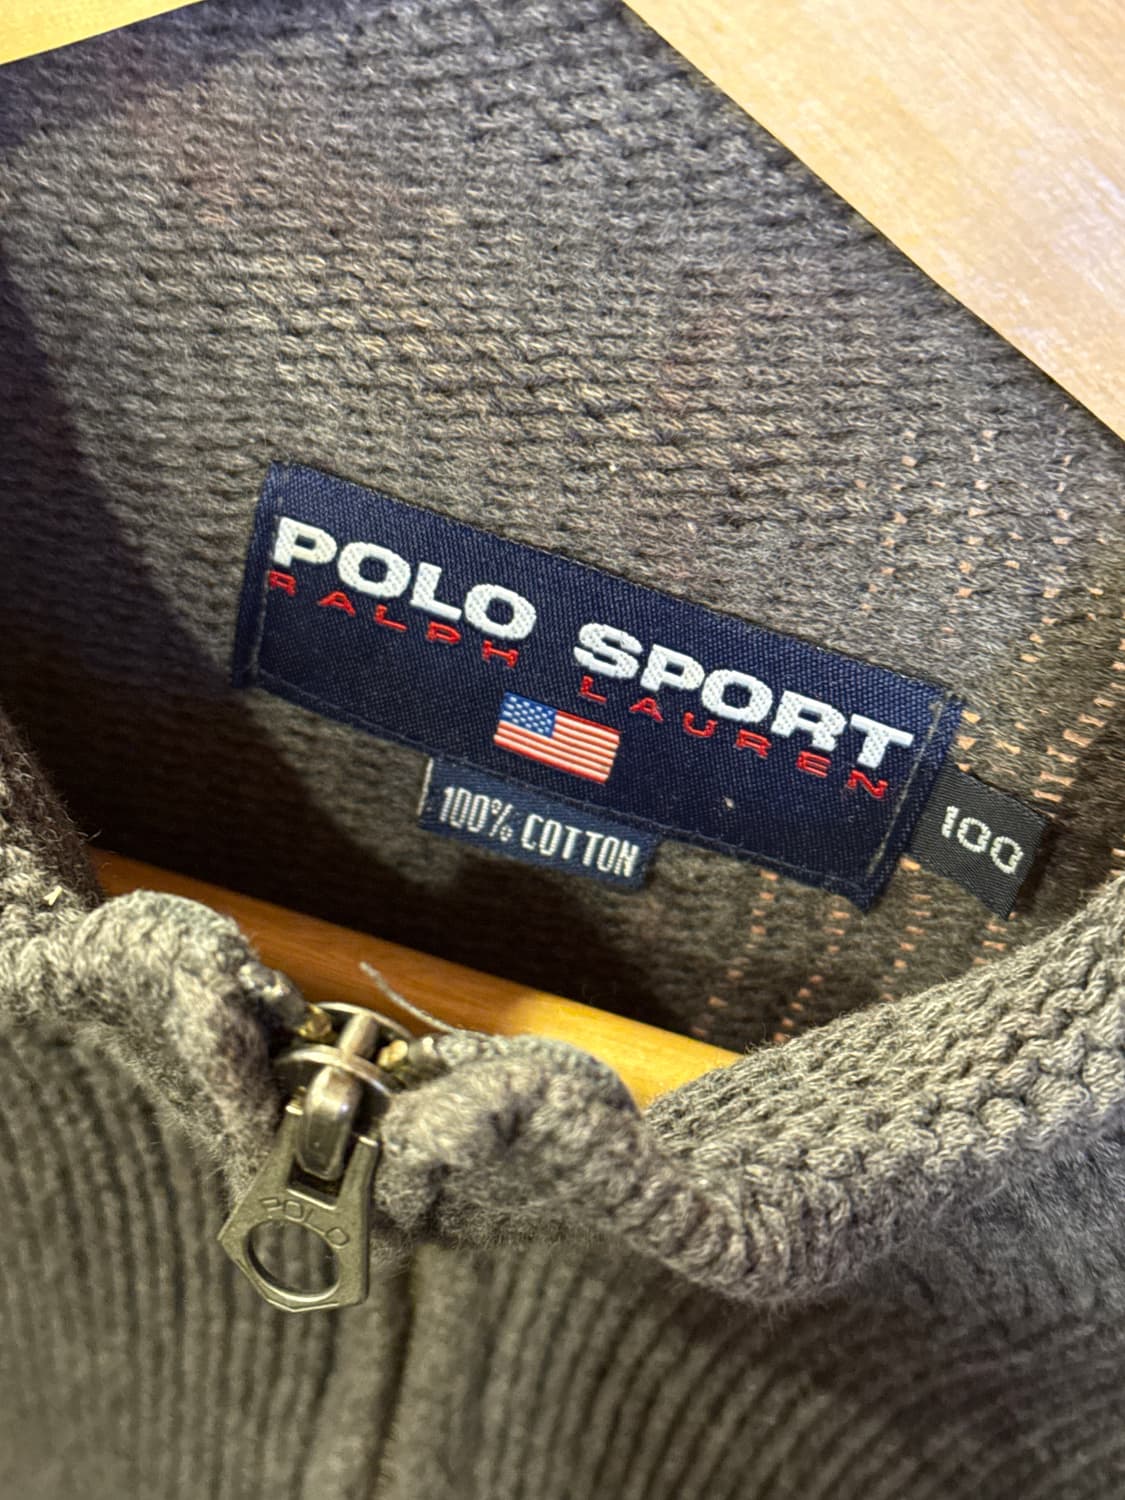 POLO SPORT
RALPH LAUREN
100% COTTON
100
POLO